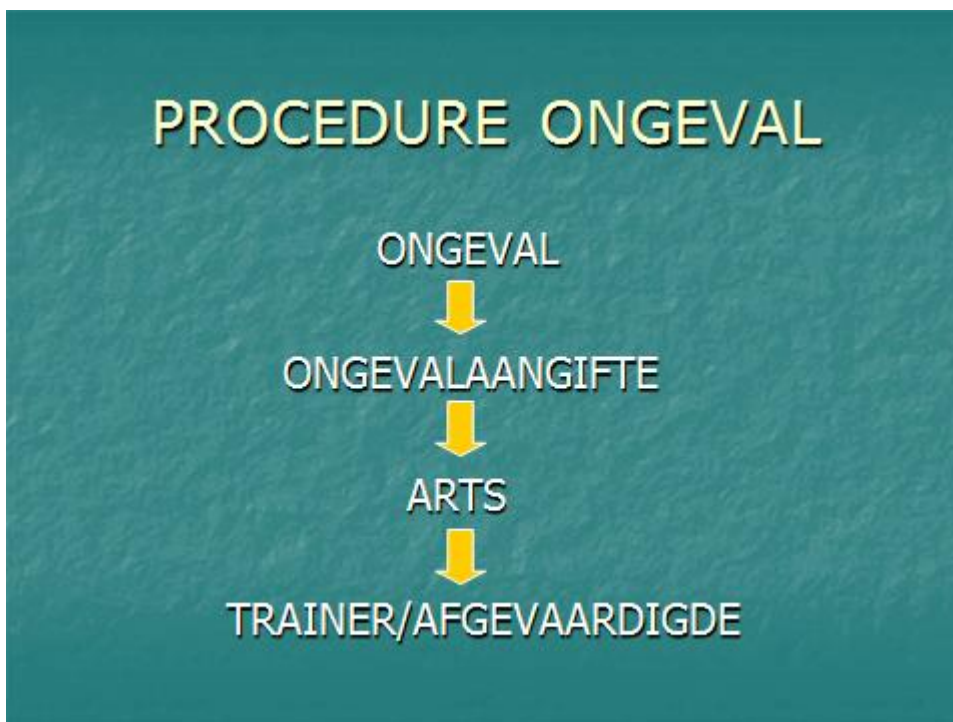 PROCEDURE ONGEVAL
ONGEVAL
ONGEVALAANGIFTE
ARTS
TRAINER/AFGEVAARDIGDE